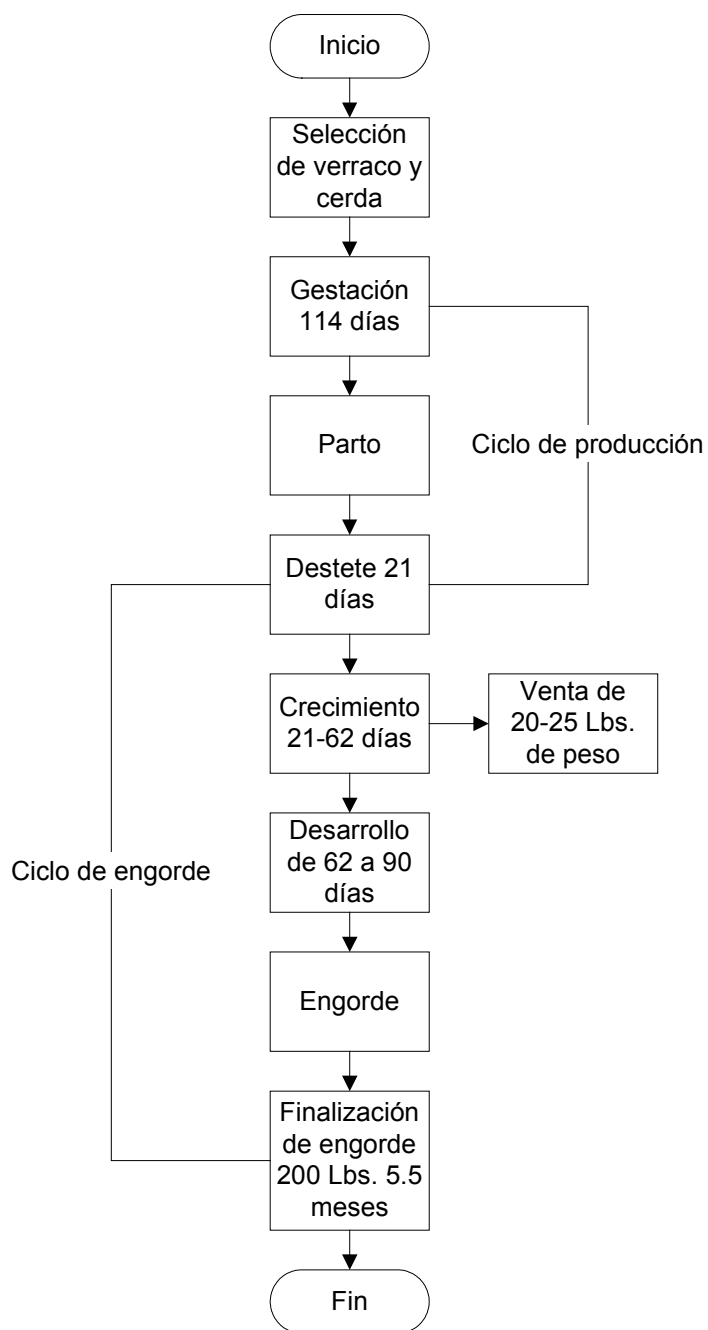 Inicio
Selección
de verraco y
cerda
Gestación
114 días
Parto
Ciclo de producción
Destete 21
días
Crecimiento
21-62 días
Venta de
20-25 Lbs.
de peso
Desarrollo
de 62 a 90
días
Ciclo de engorde
Engorde
Finalización
de engorde
200 Lbs. 5.5
meses
Fin